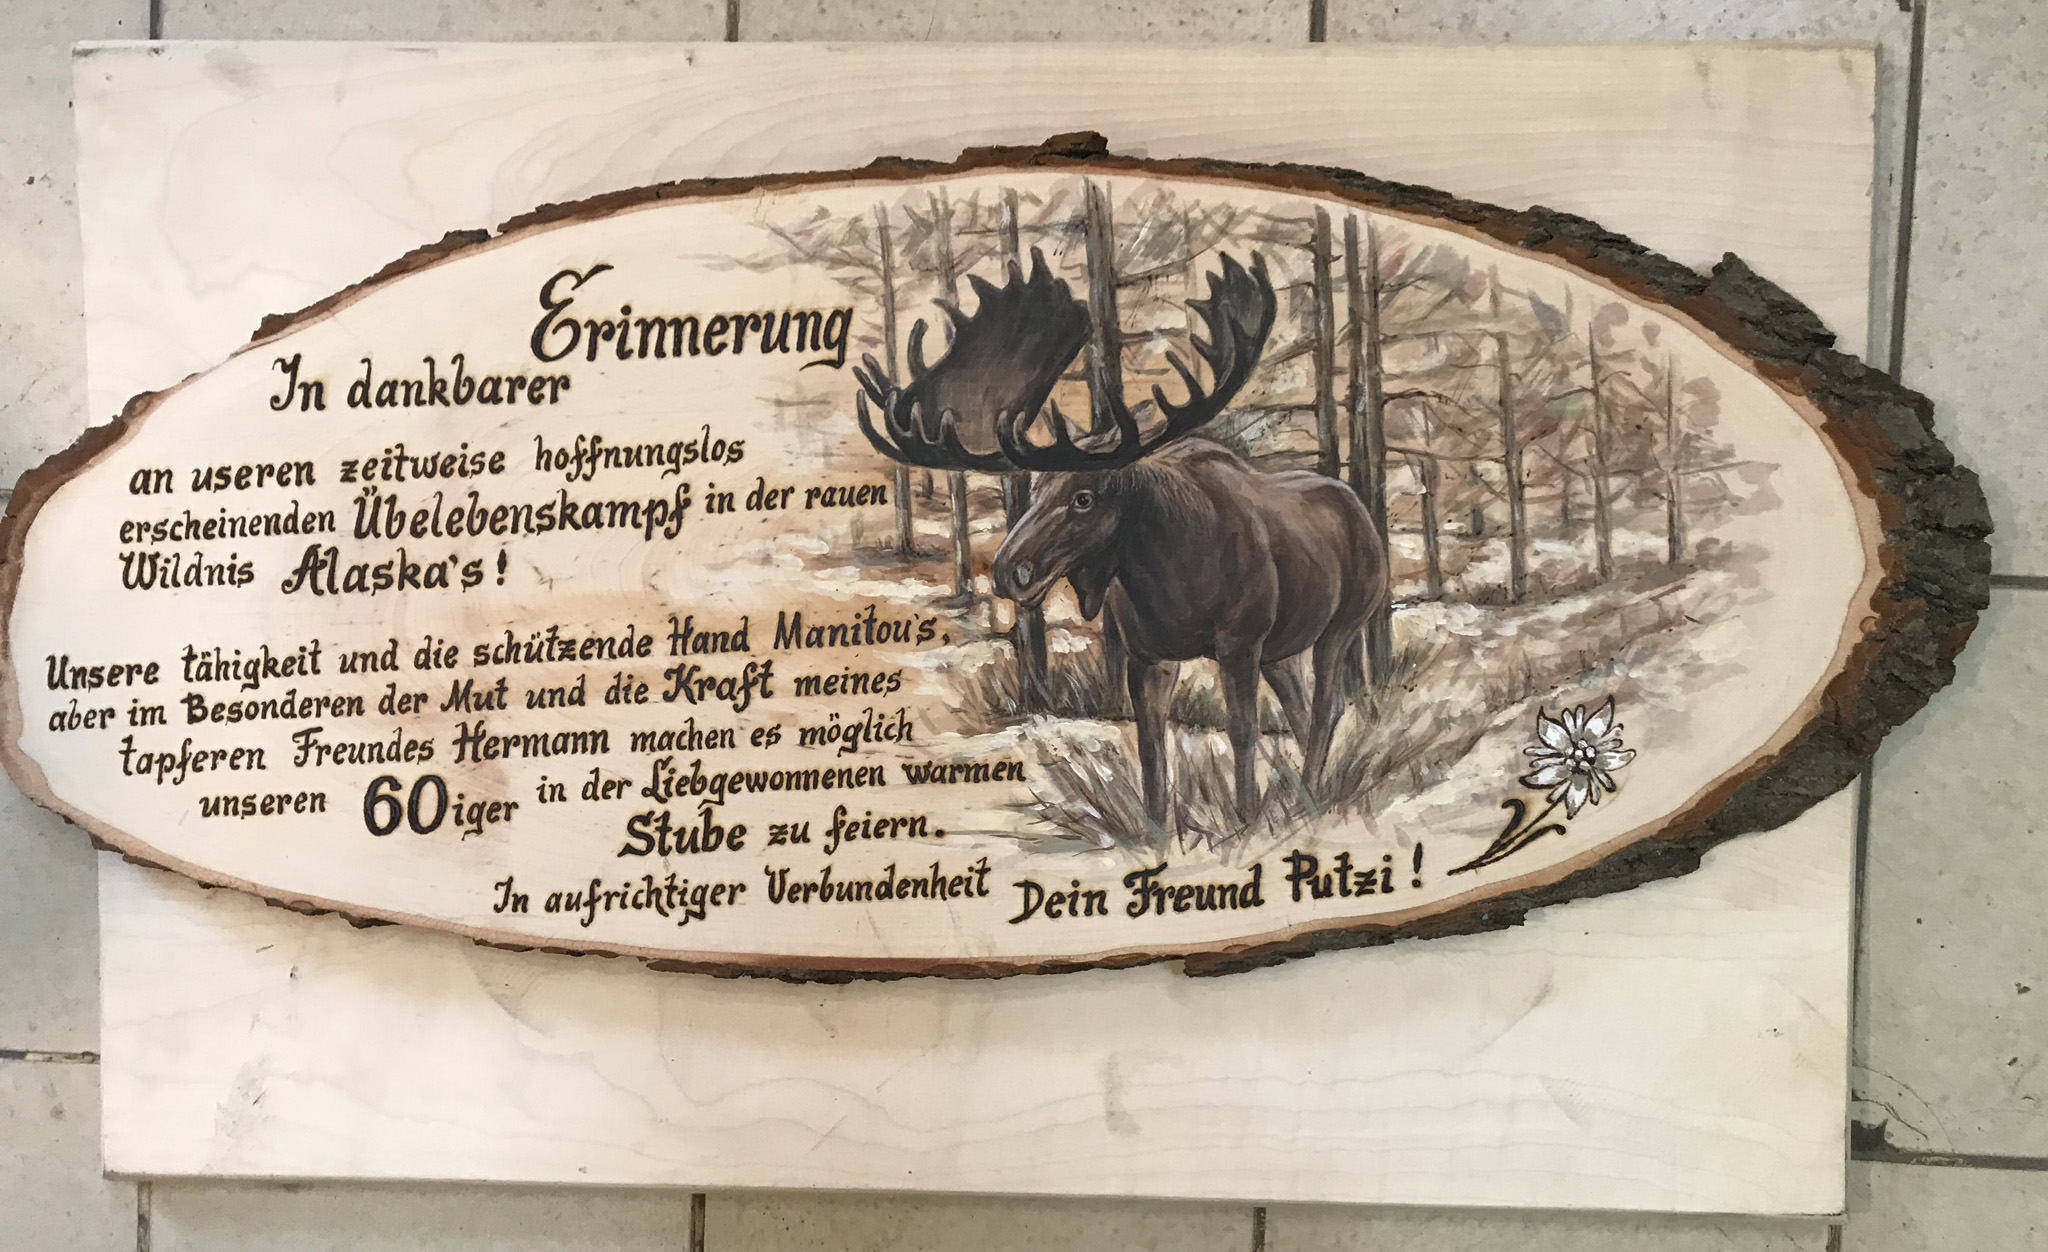 In dankbarer Erinnerung
an useren zeitweise hoffnungslos
erscheinenden Übelebenskampf in der rauen
Wildnis Alaska's!
Unsere tähigkeit und die schützende Hand Manitou's,
aber im Besonderen der Mut und die Kraft meines
tapferen Freundes Hermann machen es möglich
unseren 60iger in der Liebgewonnenen warmen
Stube zu feiern.
In aufrichtiger Verbundenheit Dein Freund Putzi!